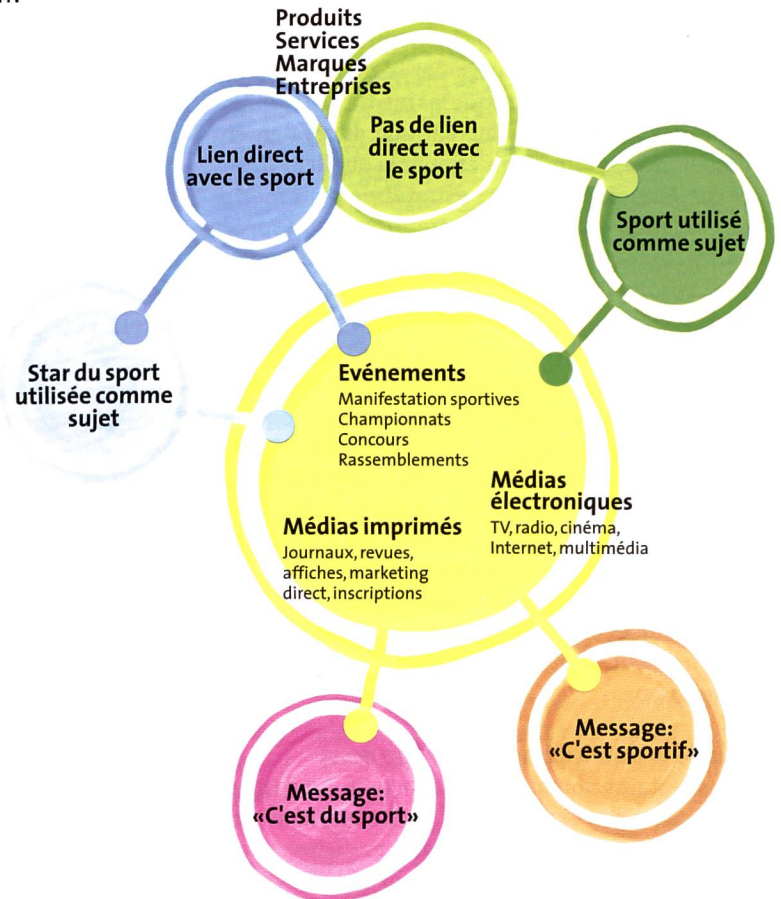 Produits
Services
Marques
Entreprises
Lien direct
avec le sport
Pas de lien
direct avec
le sport
Sport utilisé
comme sujet
Star du sport
utilisée comme
sujet
Evénements
Manifestation sportives
Championnats
Concours
Rassemblements
Médias
électroniques
TV, radio, cinéma,
Internet, multimédia
Médias imprimés
Journaux, revues,
affiches, marketing
direct, inscriptions
Message:
«C'est sportif»
Message:
«C'est du sport»